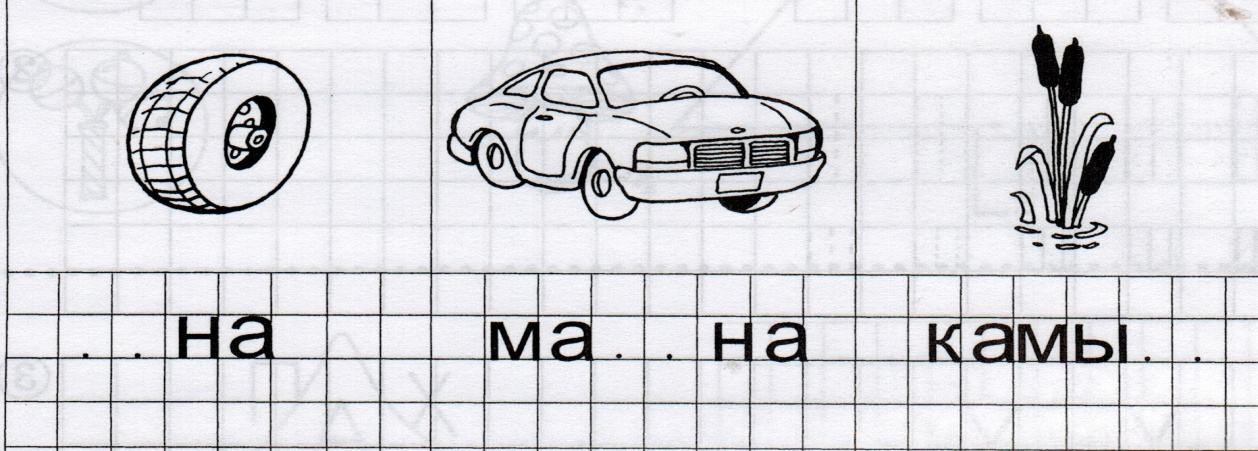 . . на ма . . на камы . .